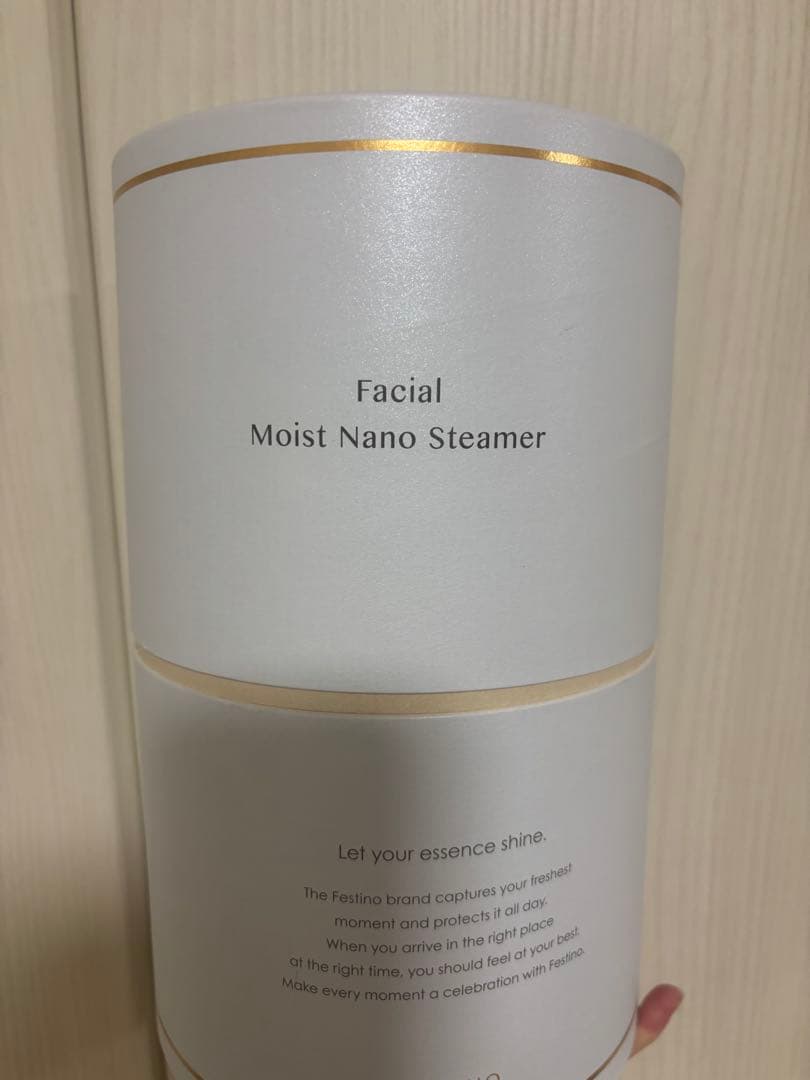 Facial
Moist Nano Steamer
Let your essence shine.
The Festino brand captures your freshest
moment and protects it all day.
When you arrive in the right place
at the right time, you should feel at your best.
Make every moment a celebration with Festino.